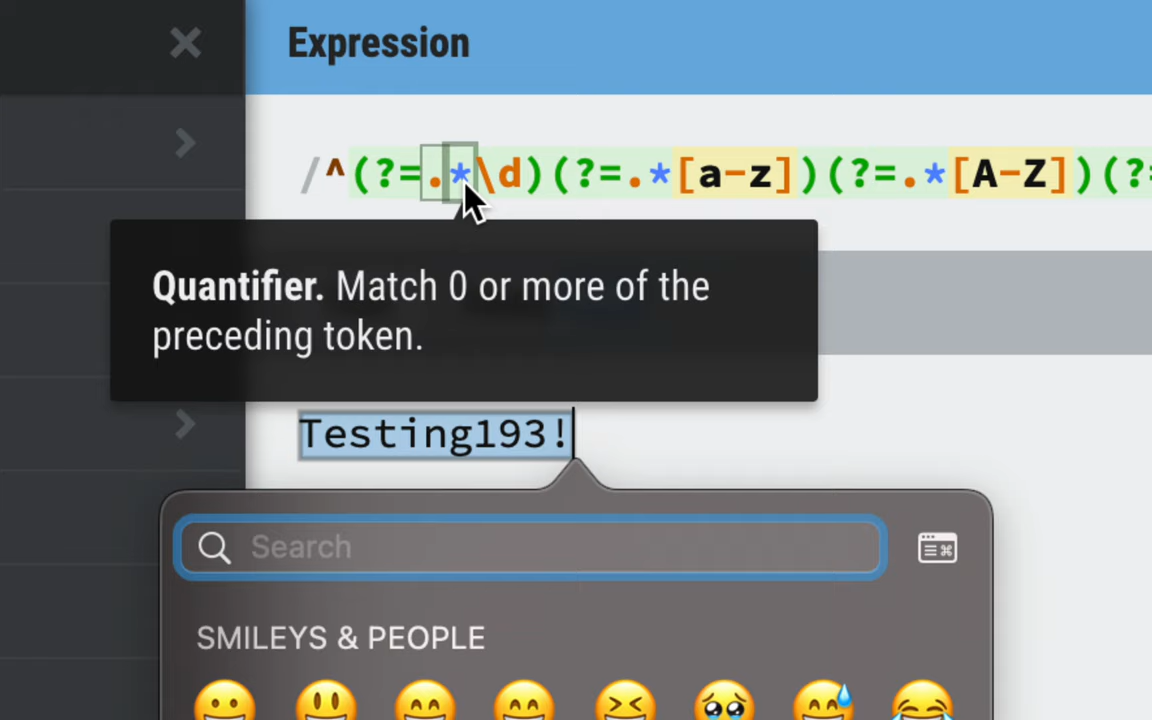 Expression
/^(?=.*\d)(?=.*[a-z])(?=.*[A-Z])(?=
Quantifier. Match 0 or more of the
preceding token.
Testing193!
Search
SMILEYS & PEOPLE